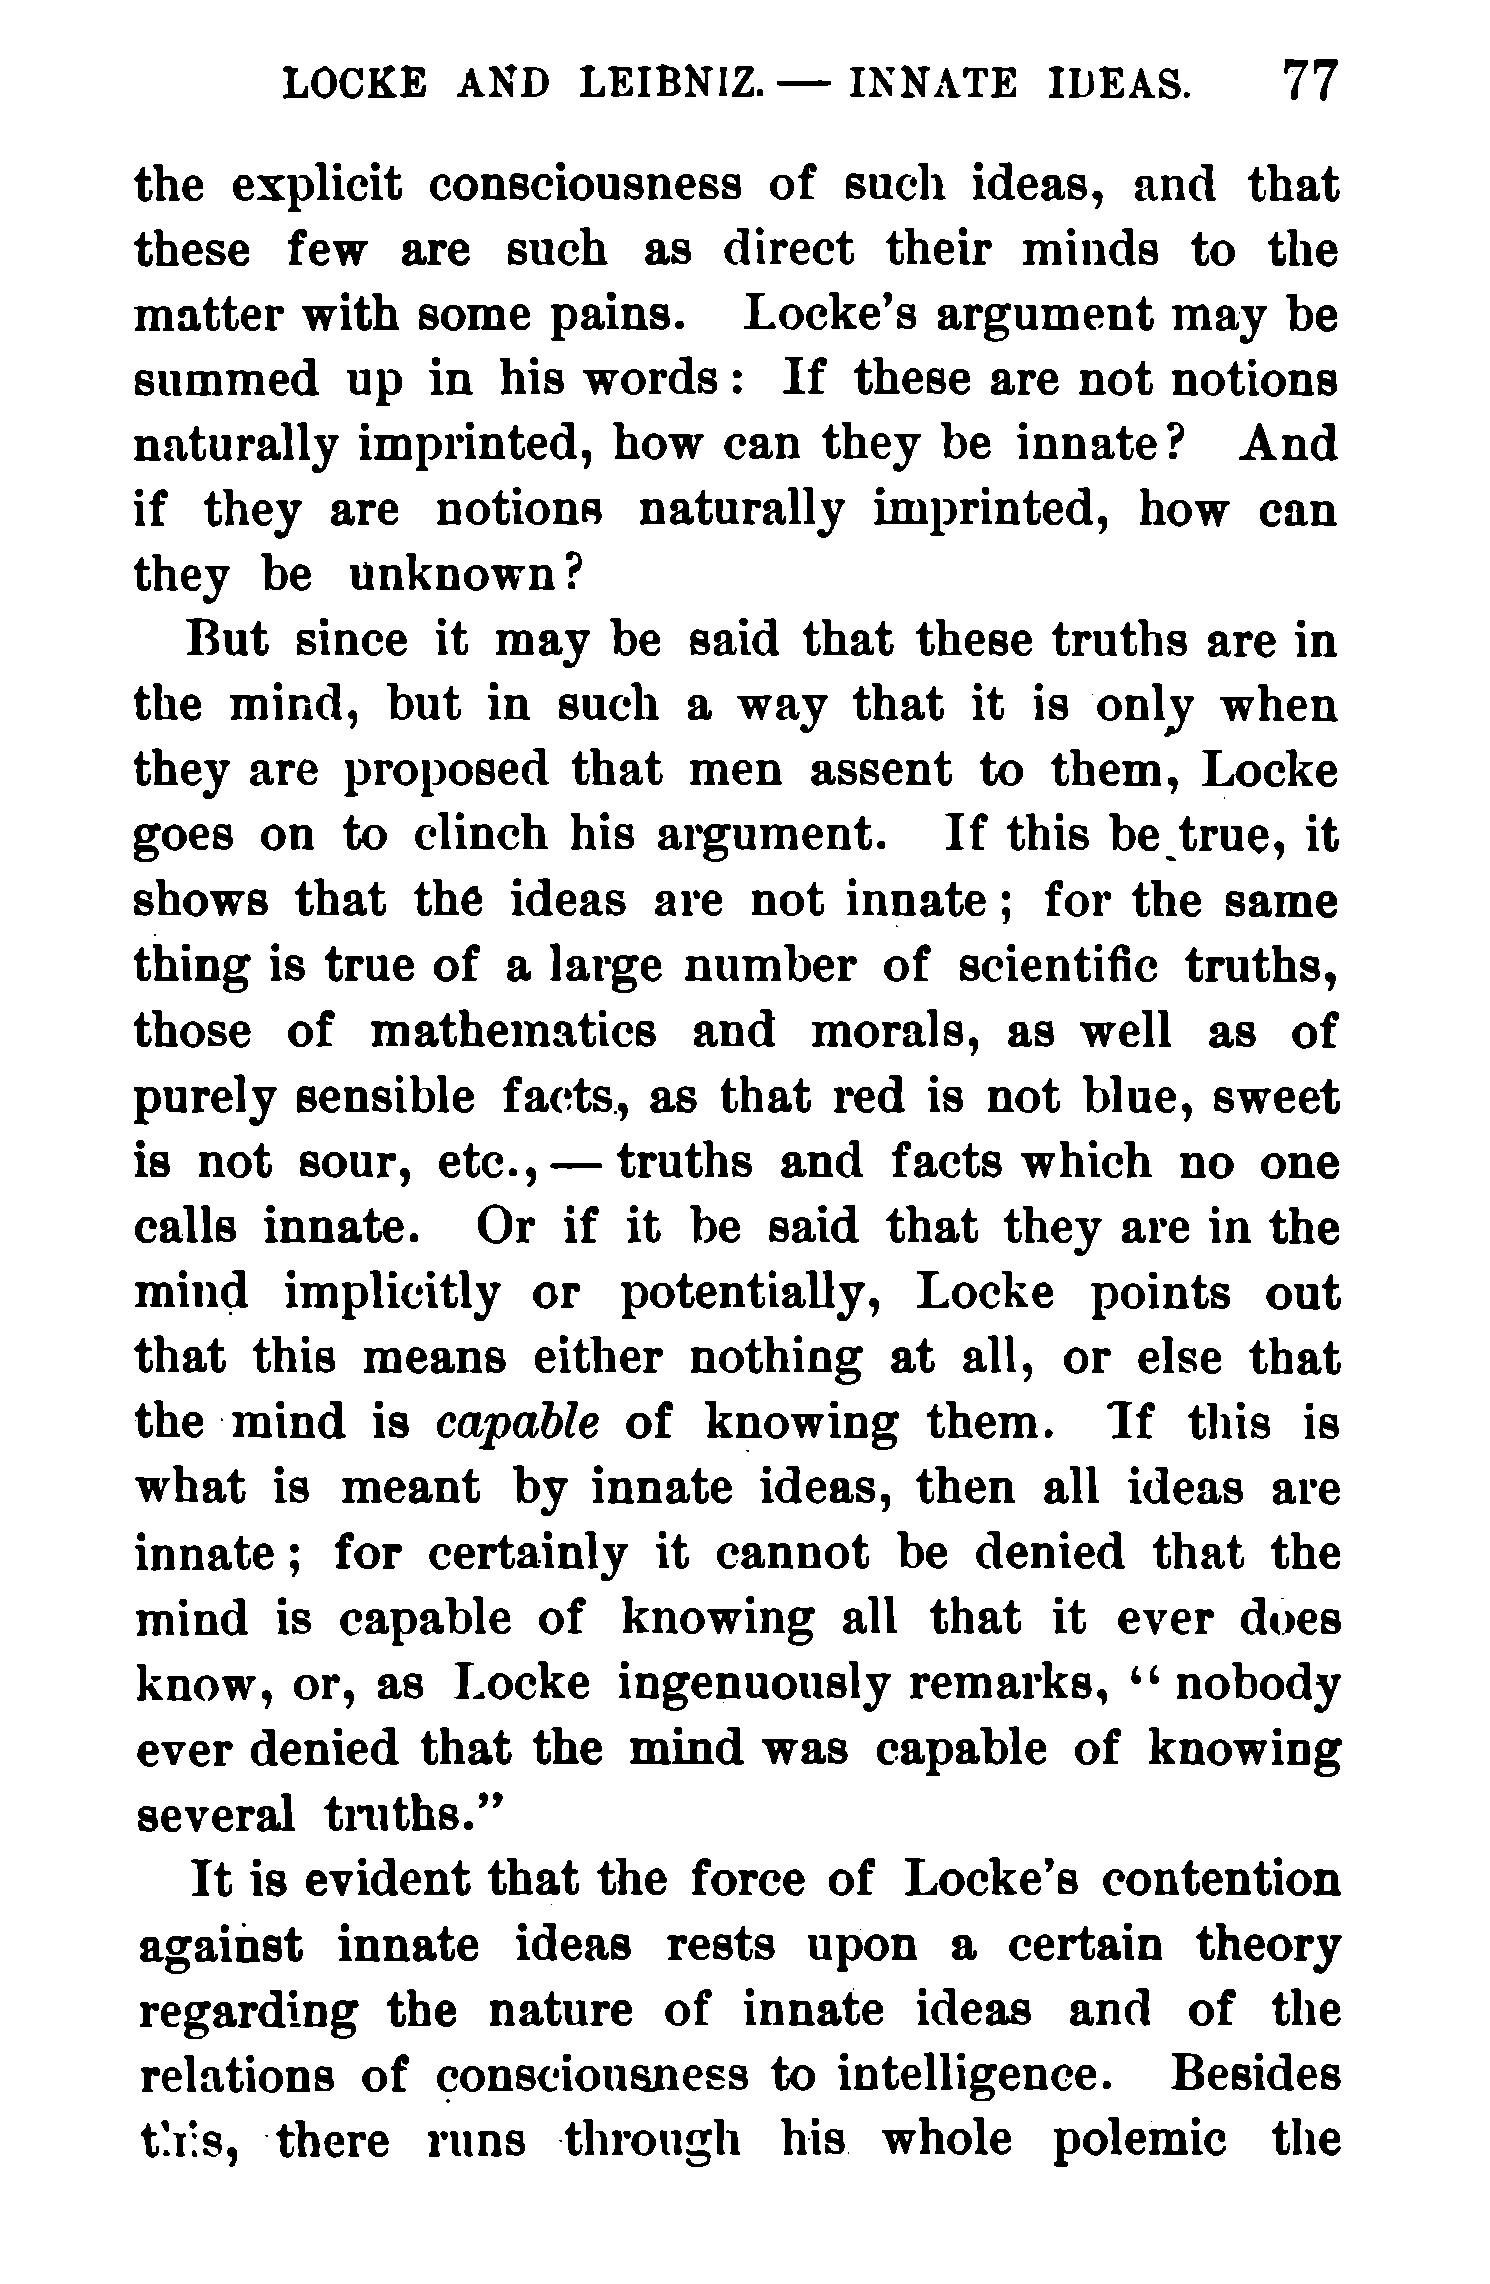 LOCKE AND LEIBNIZ. — INNATE IDEAS. 77
the explicit consciousness of such ideas, and that
these few are such as direct their minds to the
matter with some pains. Locke's argument may be
summed up in his words : If these are not notions
naturally imprinted, how can they be innate? And
if they are notions naturally imprinted, how can
they be unknown?
But since it may be said that these truths are in
the mind, but in such a way that it is only when
they are proposed that men assent to them, Locke
goes on to clinch his argument. If this be true, it
shows that the ideas are not innate ; for the same
thing is true of a large number of scientific truths,
those of mathematics and morals, as well as of
purely sensible facts, as that red is not blue, sweet
is not sour, etc., — truths and facts which no one
calls innate. Or if it be said that they are in the
mind implicitly or potentially, Locke points out
that this means either nothing at all, or else that
the mind is capable of knowing them. If this is
what is meant by innate ideas, then all ideas are
innate ; for certainly it cannot be denied that the
mind is capable of knowing all that it ever does
know, or, as Locke ingenuously remarks, “ nobody
ever denied that the mind was capable of knowing
several truths.”
It is evident that the force of Locke's contention
against innate ideas rests upon a certain theory
regarding the nature of innate ideas and of the
relations of consciousness to intelligence. Besides
this, there runs through his whole polemic the